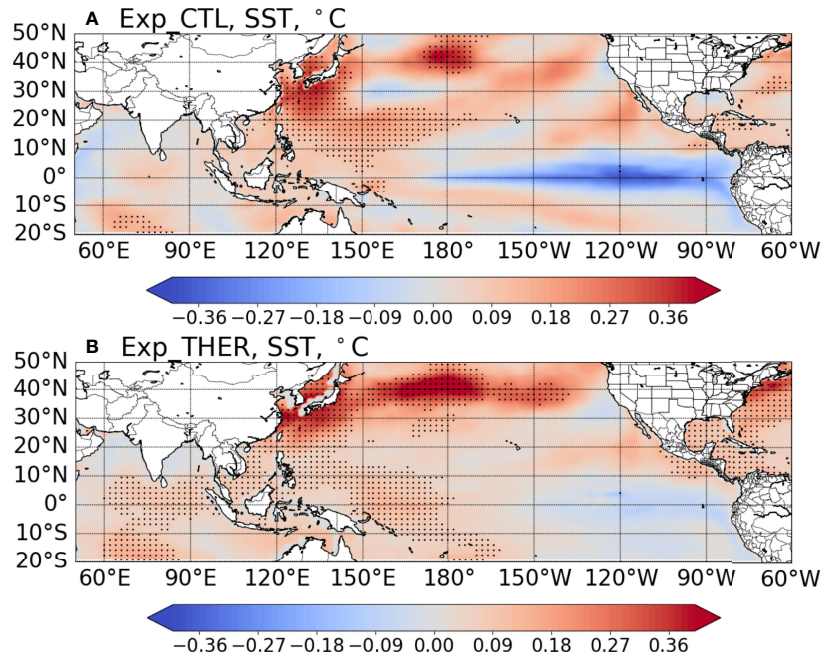 A Exp_CTL, SST, °C
50°N
40°N
30°N
20°N
10°N
0°
10°S
20°S
60°E 90°E 120°E 150°E 180° 150°W 120°W 90°W 60°W
−0.36 −0.27 −0.18 −0.09 0.00 0.09 0.18 0.27 0.36
B Exp_THER, SST, °C
50°N
40°N
30°N
20°N
10°N
0°
10°S
20°S
60°E 90°E 120°E 150°E 180° 150°W 120°W 90°W 60°W
−0.36 −0.27 −0.18 −0.09 0.00 0.09 0.18 0.27 0.36